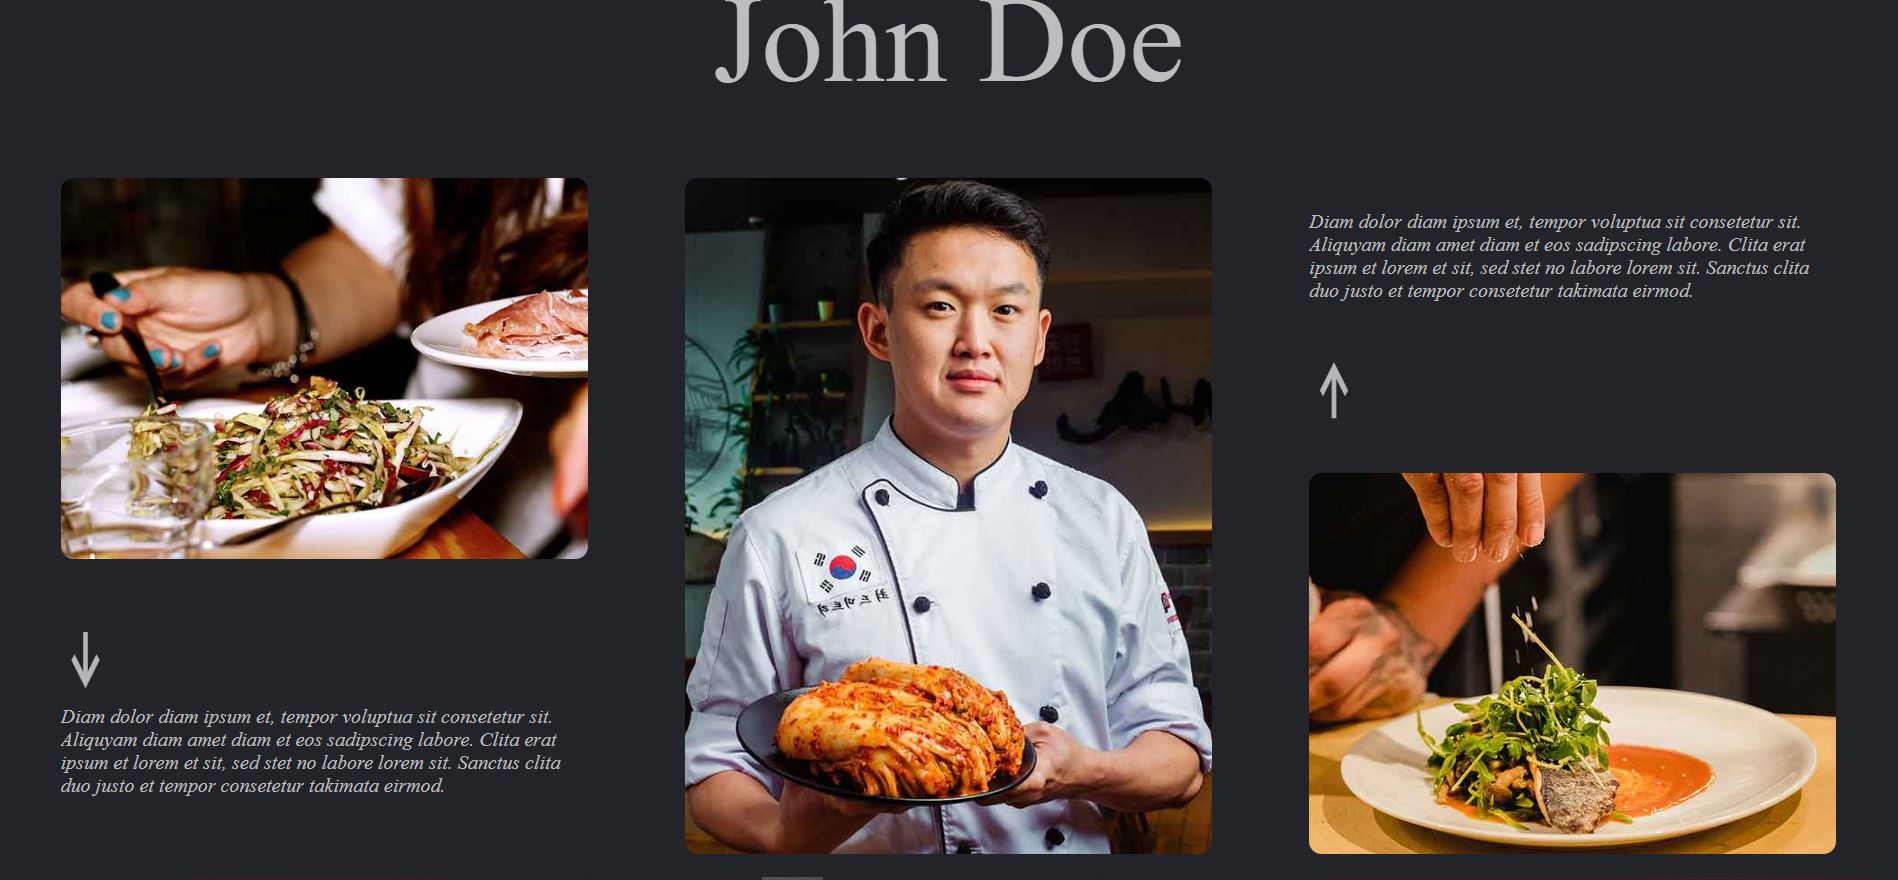 John Doe
Diam dolor diam ipsum et, tempor voluptua sit consetetur sit.
Aliquyam diam amet diam et eos sadipscing labore. Clita erat
ipsum et lorem et sit, sed stet no labore lorem sit. Sanctus clita
duo justo et tempor consetetur takimata eirmod.
Diam dolor diam ipsum et, tempor voluptua sit consetetur sit.
Aliquyam diam amet diam et eos sadipscing labore. Clita erat
ipsum et lorem et sit, sed stet no labore lorem sit. Sanctus clita
duo justo et tempor consetetur takimata eirmod.